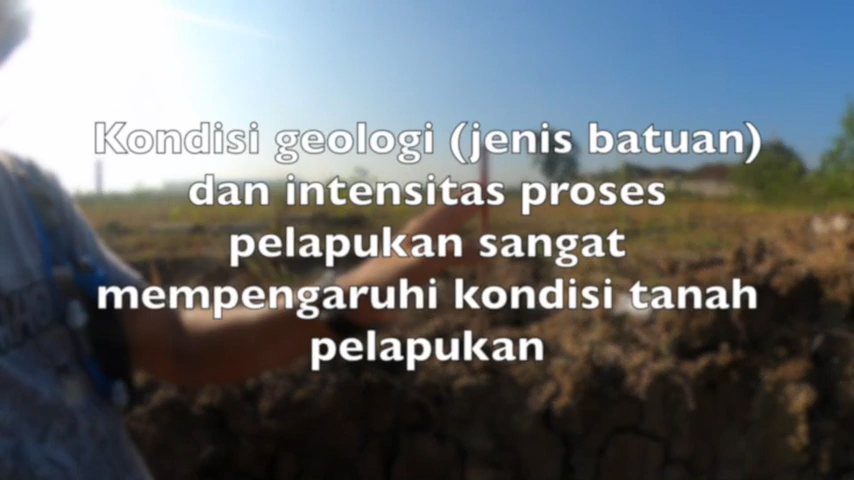 Kondisi geologi (jenis batuan)
dan intensitas proses
pelapukan sangat
mempengaruhi kondisi tanah
pelapukan